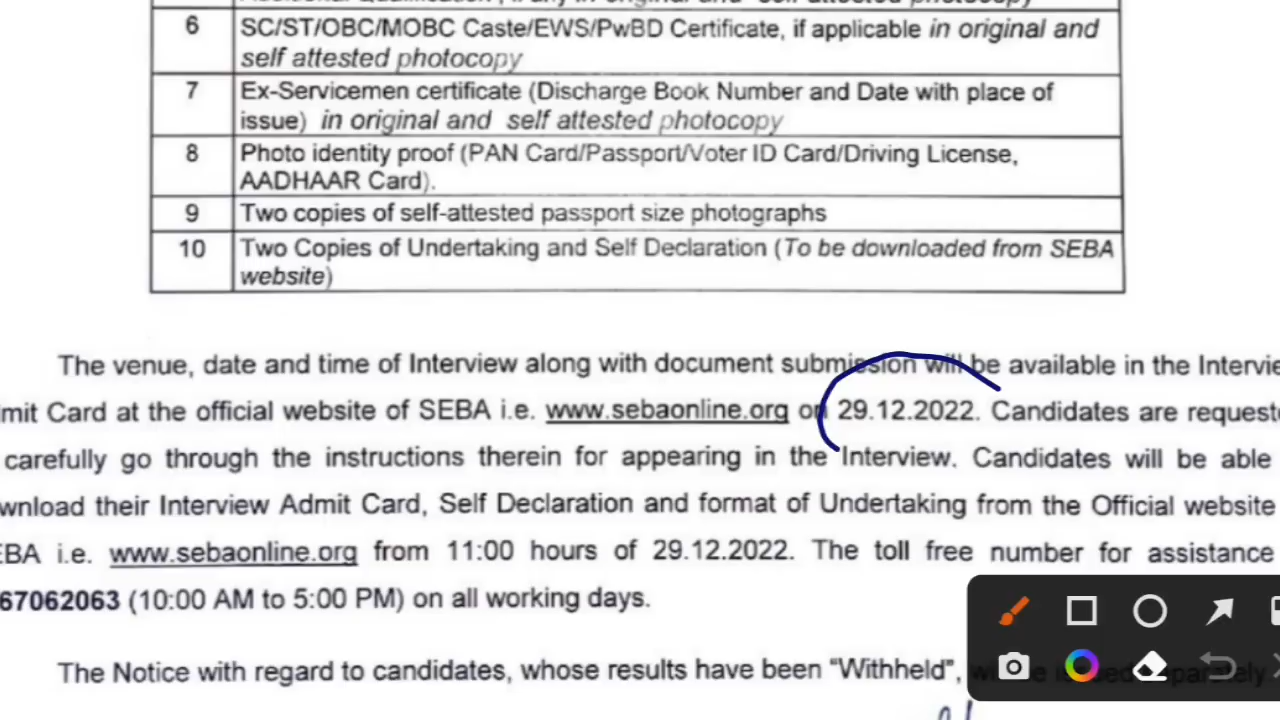 6 SC/ST/OBC/MOBC Caste/EWS/PwBD Certificate, if applicable in original and
self attested photocopy
7 Ex-Servicemen certificate (Discharge Book Number and Date with place of
issue) in original and self attested photocopy
8 Photo identity proof (PAN Card/Passport/Voter ID Card/Driving License,
AADHAAR Card).
9 Two copies of self-attested passport size photographs
10 Two Copies of Undertaking and Self Declaration (To be downloaded from SEBA
website)
The venue, date and time of Interview along with document submission will be available in the Intervie
mit Card at the official website of SEBA i.e. www.sebaonline.org on 29.12.2022. Candidates are requeste
carefully go through the instructions therein for appearing in the Interview. Candidates will be able
wnload their Interview Admit Card, Self Declaration and format of Undertaking from the Official website
EBA i.e. www.sebaonline.org from 11:00 hours of 29.12.2022. The toll free number for assistance
67062063 (10:00 AM to 5:00 PM) on all working days.
The Notice with regard to candidates, whose results have been "Withheld",